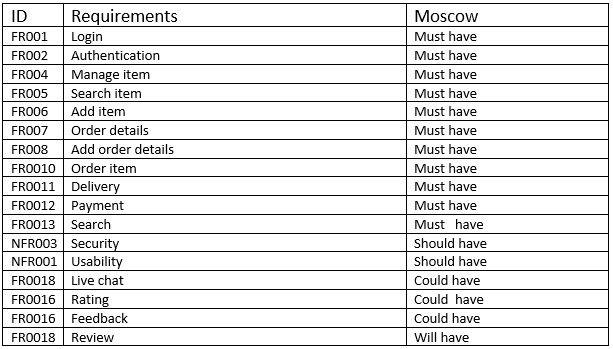 ID Requirements Moscow
FR001 Login Must have
FR002 Authentication Must have
FR004 Manage item Must have
FR005 Search item Must have
FR006 Add item Must have
FR007 Order details Must have
FR008 Add order details Must have
FR0010 Order item Must have
FR0011 Delivery Must have
FR0012 Payment Must have
FR0013 Search Must have
NFR003 Security Should have
NFR001 Usability Should have
FR0018 Live chat Could have
FR0016 Rating Could have
FR0016 Feedback Could have
FR0018 Review Will have